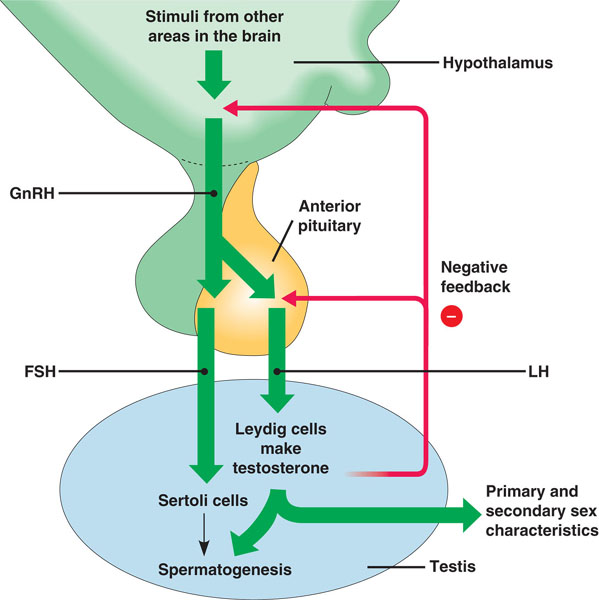 Stimuli from other
areas in the brain
Hypothalamus
GnRH
Anterior
pituitary
Negative
feedback
−
FSH
LH
Leydig cells
make
testosterone
Sertoli cells
Primary and
secondary sex
characteristics
Spermatogenesis
Testis